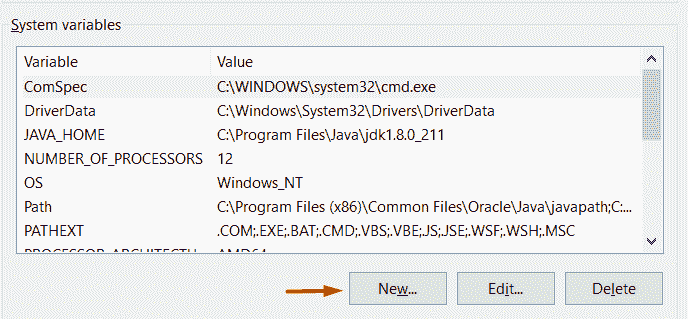 System variables
Variable Value
ComSpec C:\WINDOWS\system32\cmd.exe
DriverData C:\Windows\System32\Drivers\DriverData
JAVA_HOME C:\Program Files\Java\jdk1.8.0_211
NUMBER_OF_PROCESSORS 12
OS Windows_NT
Path C:\Program Files (x86)\Common Files\Oracle\Java\javapath;C:...
PATHEXT .COM;.EXE;.BAT;.CMD;.VBS;.VBE;.JS;.JSE;.WSF;.WSH;.MSC
PROCESSOR_ARCHITECTU AMD64
New... Edit... Delete